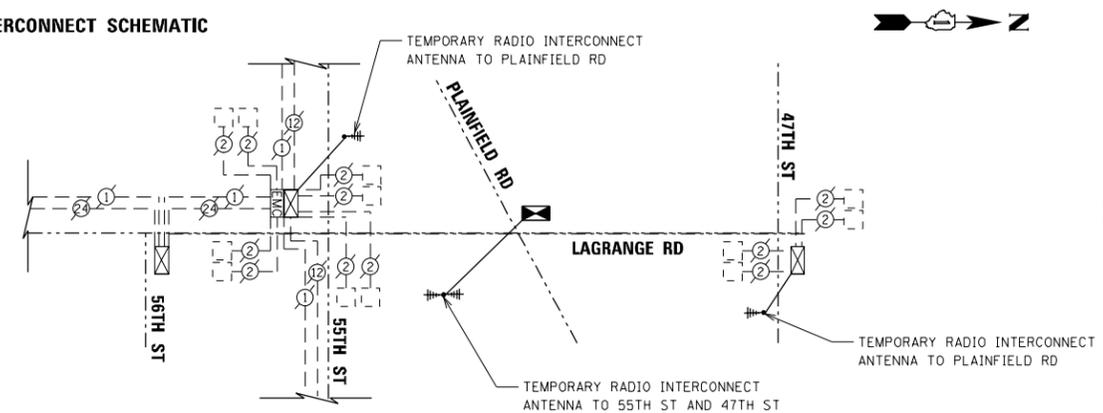 ERCONNECT SCHEMATIC
N
TEMPORARY RADIO INTERCONNECT
ANTENNA TO PLAINFIELD RD
PLAINFIELD RD
47TH ST
12
1
2
2
2
2
EMC
1
24
1
24
2
2
2
2
12
1
LAGRANGE RD
2
2
2
2
56TH ST
55TH ST
TEMPORARY RADIO INTERCONNECT
ANTENNA TO PLAINFIELD RD
TEMPORARY RADIO INTERCONNECT
ANTENNA TO 55TH ST AND 47TH ST